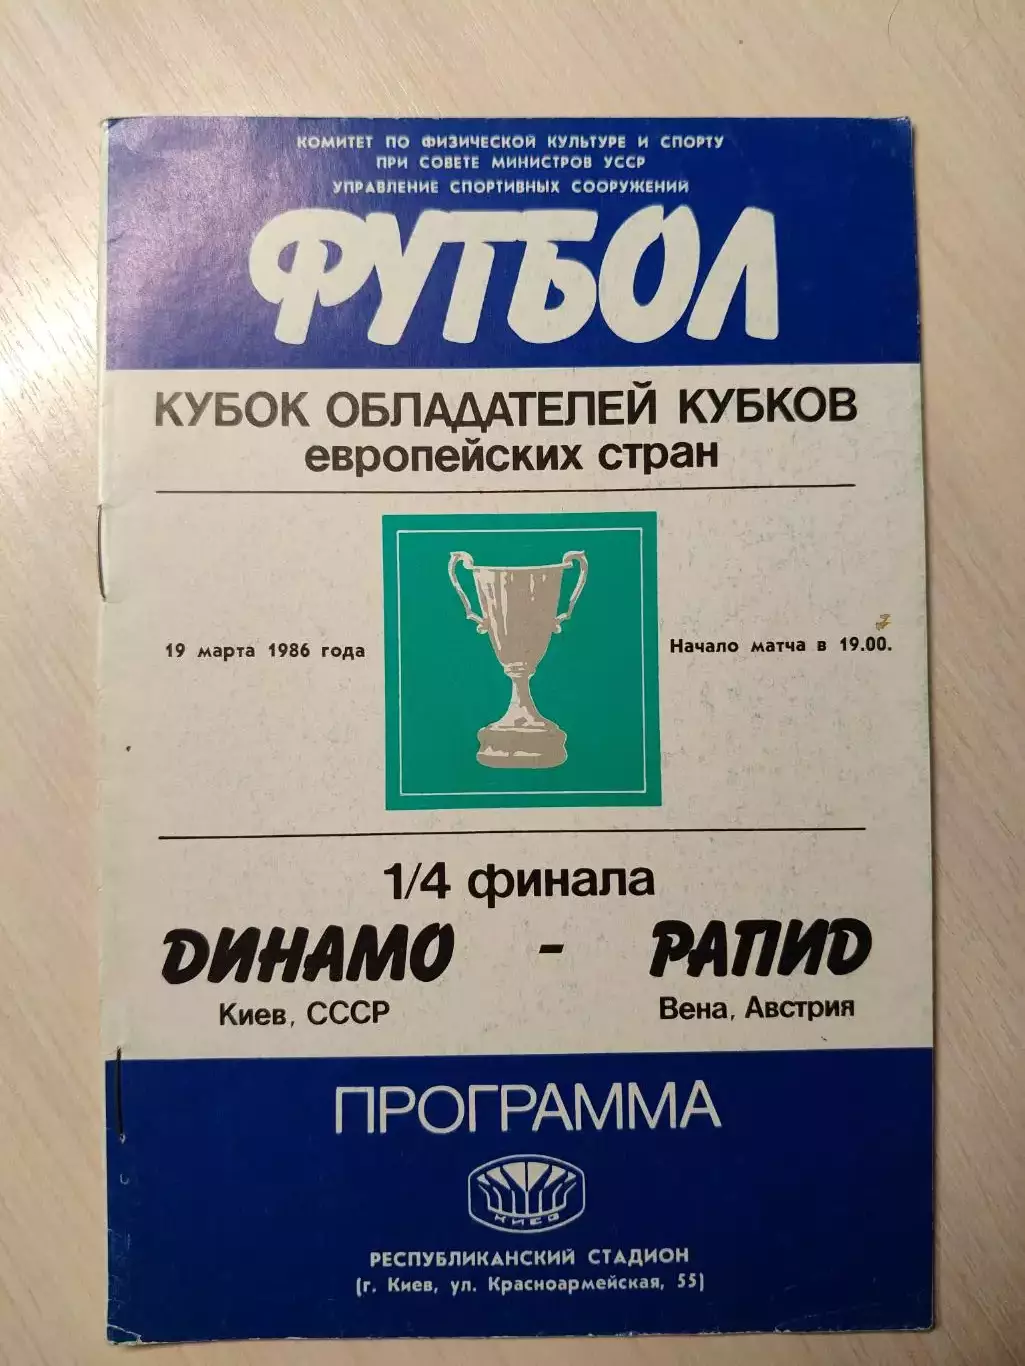 КОМИТЕТ ПО ФИЗИЧЕСКОЙ КУЛЬТУРЕ И СПОРТУ
ПРИ СОВЕТЕ МИНИСТРОВ УССР
УПРАВЛЕНИЕ СПОРТИВНЫХ СООРУЖЕНИЙ
ФУТБОЛ
КУБОК ОБЛАДАТЕЛЕЙ КУБКОВ
европейских стран
19 марта 1986 года
Начало матча в 19.00.
1/4 финала
ДИНАМО - РАПИД
Киев, СССР
Вена, Австрия
ПРОГРАММА
КИЕВ
РЕСПУБЛИКАНСКИЙ СТАДИОН
(г. Киев, ул. Красноармейская, 55)